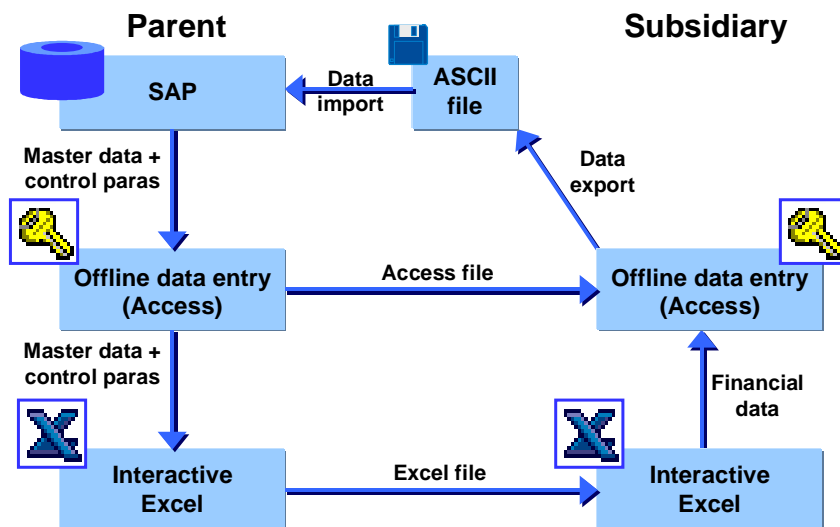 Parent
Subsidiary
SAP
Data
import
ASCII
file
Master data +
control paras
Data
export
Offline data entry
(Access)
Access file
Offline data entry
(Access)
Master data +
control paras
Financial
data
Interactive
Excel
Excel file
Interactive
Excel